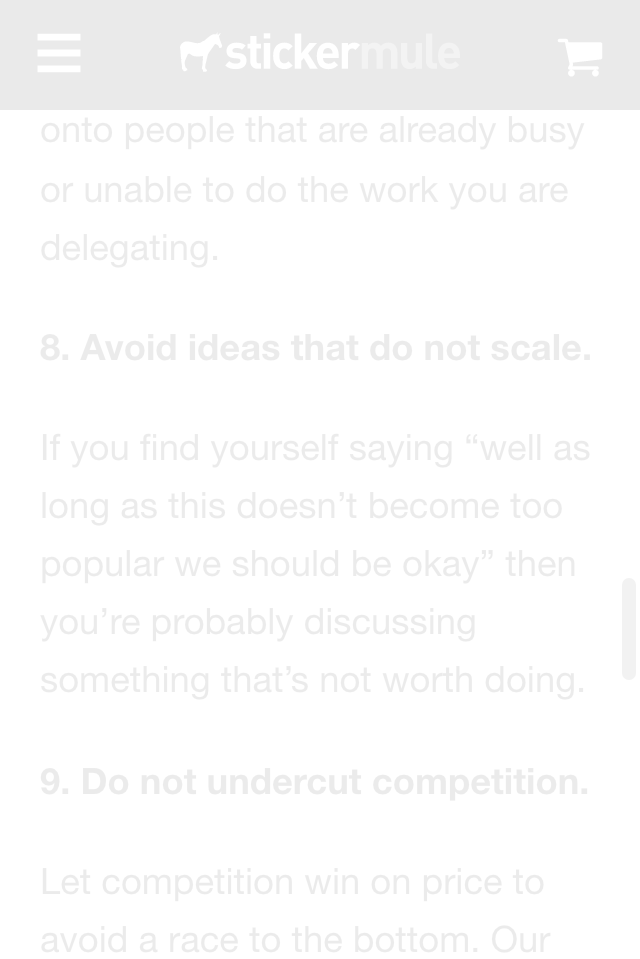 stickermule
onto people that are already busy
or unable to do the work you are
delegating.
8. Avoid ideas that do not scale.
If you find yourself saying “well as
long as this doesn’t become too
popular we should be okay” then
you’re probably discussing
something that’s not worth doing.
9. Do not undercut competition.
Let competition win on price to
avoid a race to the bottom. Our